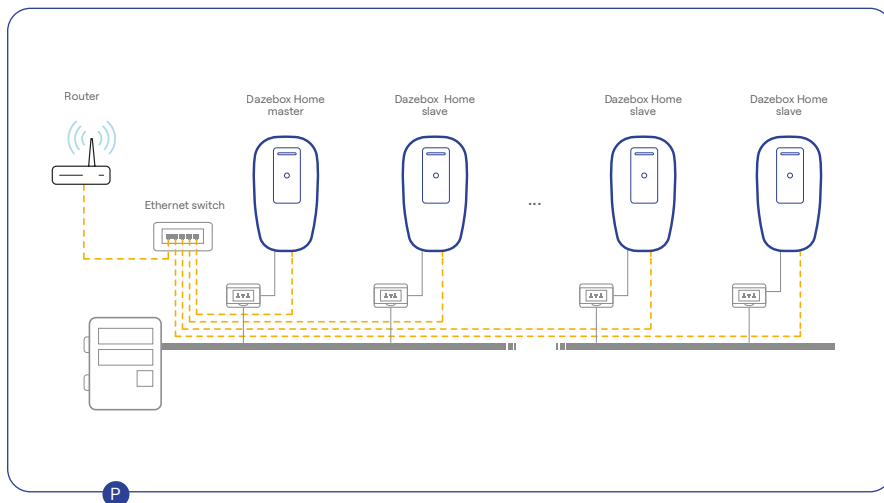 Router
Dazebox Home
master
Dazebox Home
slave
Dazebox Home
slave
Dazebox Home
slave
Ethernet switch
...
P